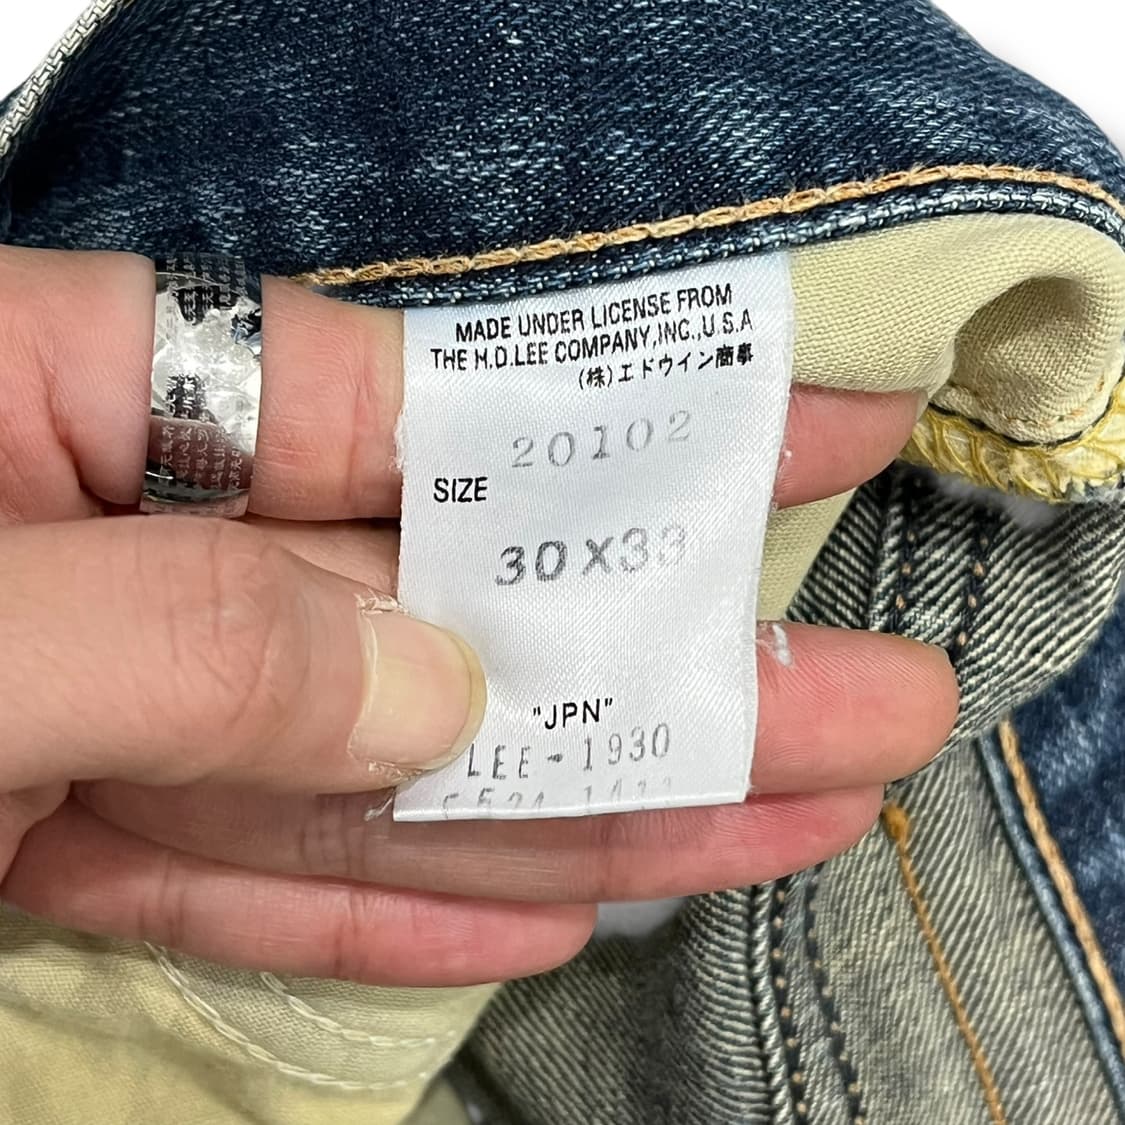 MADE UNDER LICENSE FROM
THE H.D.LEE COMPANY,INC.,U.S.A
(株)エドウイン商事
20102
SIZE
30X33
"JPN"
LEE-1930